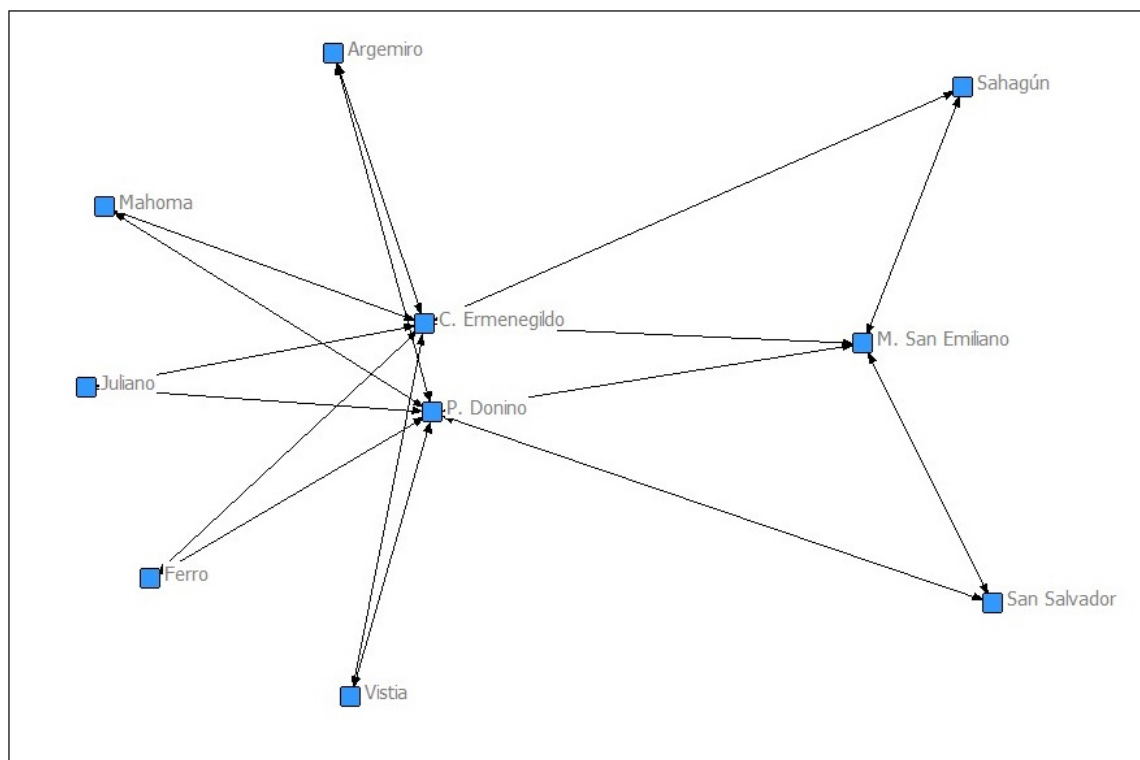 Argemiro
Sahagún
Mahoma
C. Ermenegildo
M. San Emiliano
Juliano
P. Donino
Ferro
San Salvador
Vistia